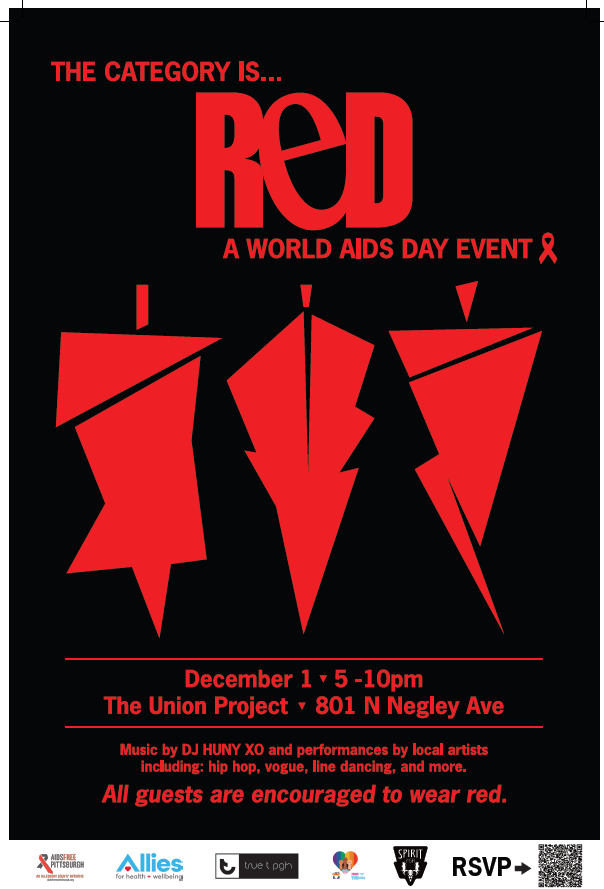 THE CATEGORY IS...
ReD
A WORLD AIDS DAY EVENT
December 1 ▼ 5 -10pm
The Union Project ▼ 801 N Negley Ave
Music by DJ HUNY XO and performances by local artists
including: hip hop, vogue, line dancing, and more.
All guests are encouraged to wear red.
AIDSFREE
PITTSBURGH
Allies
for health + wellbeing
t
true t pgh
SPIRIT
RSVP